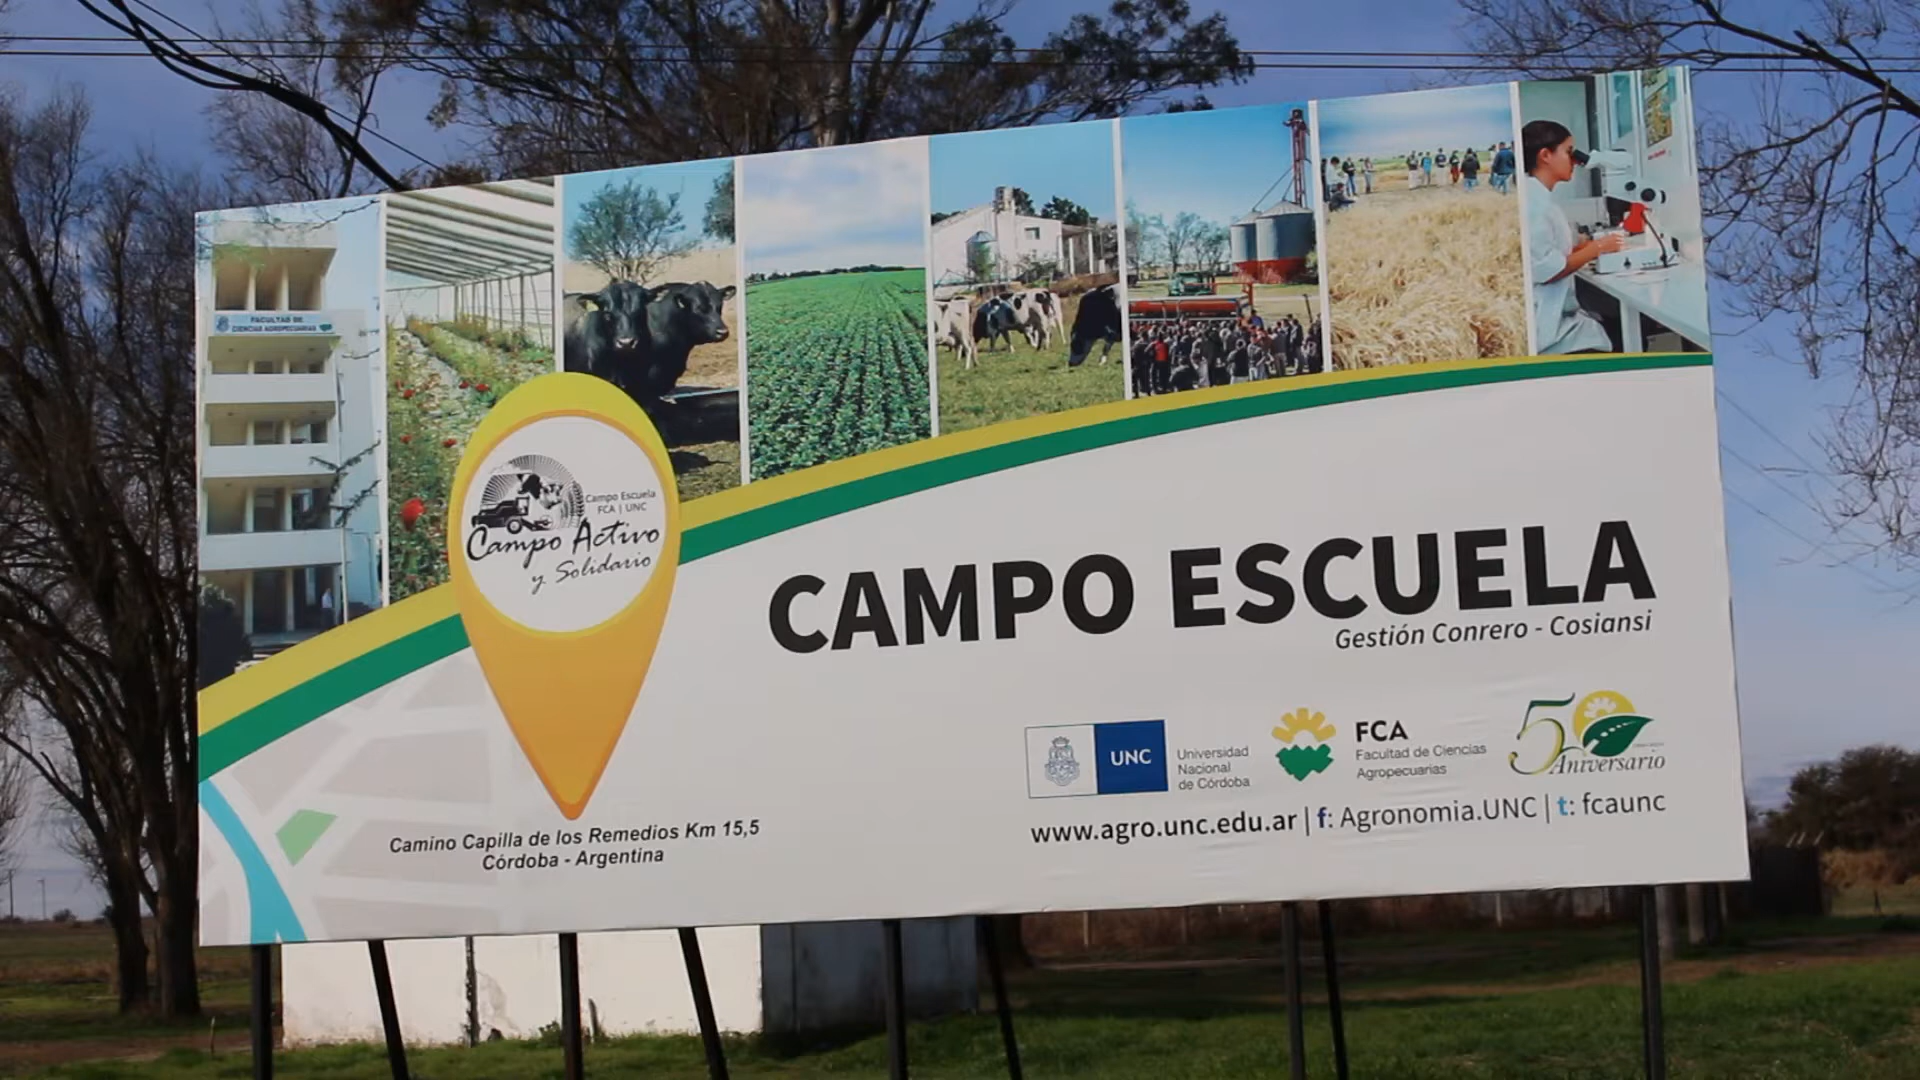 FACULTAD DE
CIENCIAS AGROPECUARIAS
Campo Escuela
FCA | UNC
Campo Activo
y Solidario
CAMPO ESCUELA
Gestión Conrero - Cosiansi
UNC
Universidad
Nacional
de Córdoba
FCA
Facultad de Ciencias
Agropecuarias
50
Aniversario
www.agro.unc.edu.ar | f: Agronomia.UNC | t: fcaunc
Camino Capilla de los Remedios Km 15,5
Córdoba - Argentina